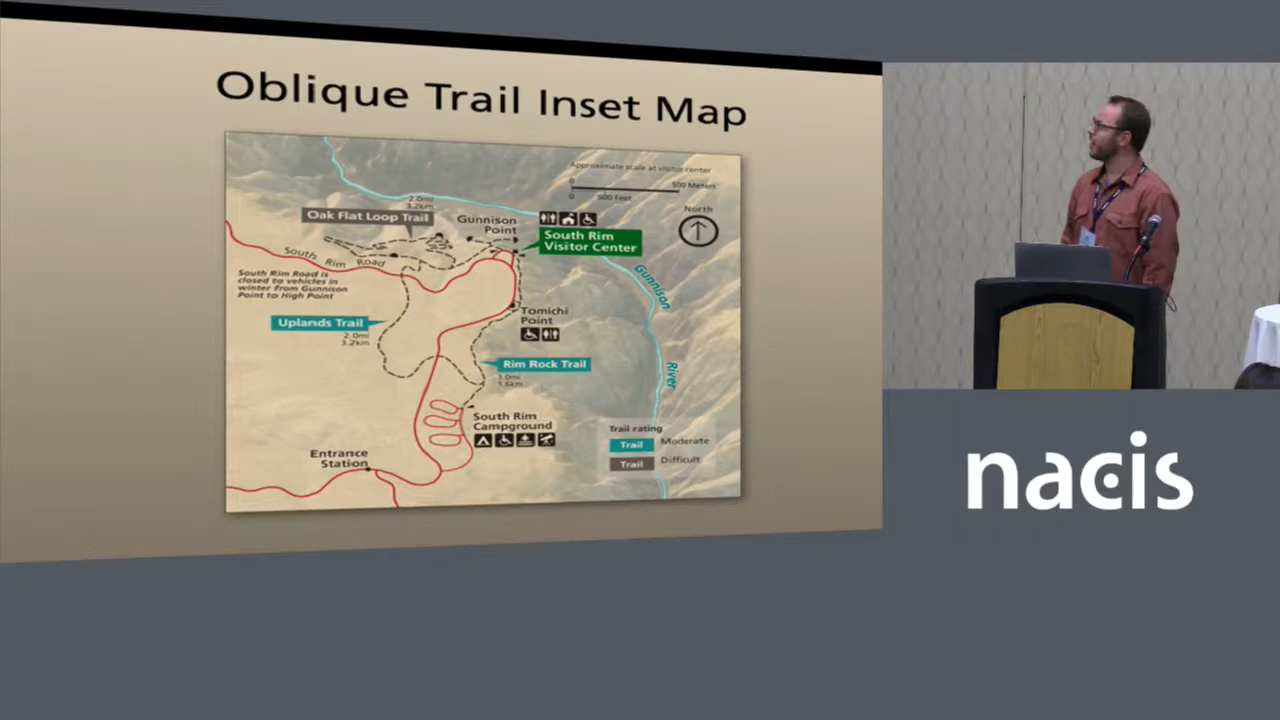 Oblique Trail Inset Map
Approximate scale at visitor center
0
500 Meters
0
500 Feet
North
2.0mi
3.2km
Oak Flat Loop Trail
Gunnison
Point
South Rim
Visitor Center
South Rim Road
South Rim Road is
closed to vehicles in
winter from Gunnison
Point to High Point
Gunnison
River
Uplands Trail
2.0mi
3.2km
Tomichi
Point
Rim Rock Trail
1.0mi
1.6km
South Rim
Campground
Entrance
Station
Trail rating
Trail Moderate
Trail Difficult
nacis